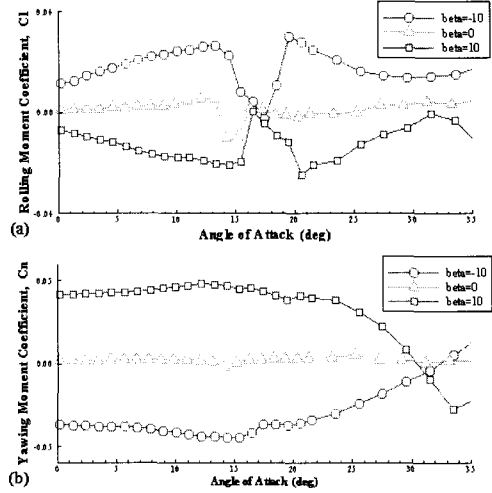 Rolling Moment Coefficient, Cl
0.04
0.00
-0.04
beta=-10
beta=0
beta=10
0 5 10 15 20 25 30 35
(a)
Angle of Attack (deg)
Yawing Moment Coefficient, Cn
0.05
0.00
-0.05
beta=-10
beta=0
beta=10
0 5 10 15 20 25 30 35
(b)
Angle of Attack (deg)